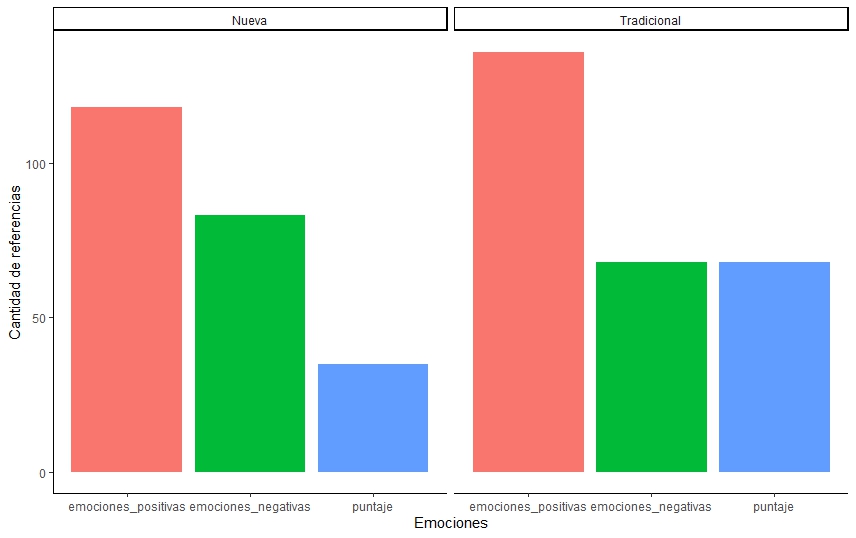 Nueva
Tradicional
Cantidad de referencias
100
50
0
emociones_positivas emociones_negativas puntaje
emociones_positivas emociones_negativas puntaje
Emociones